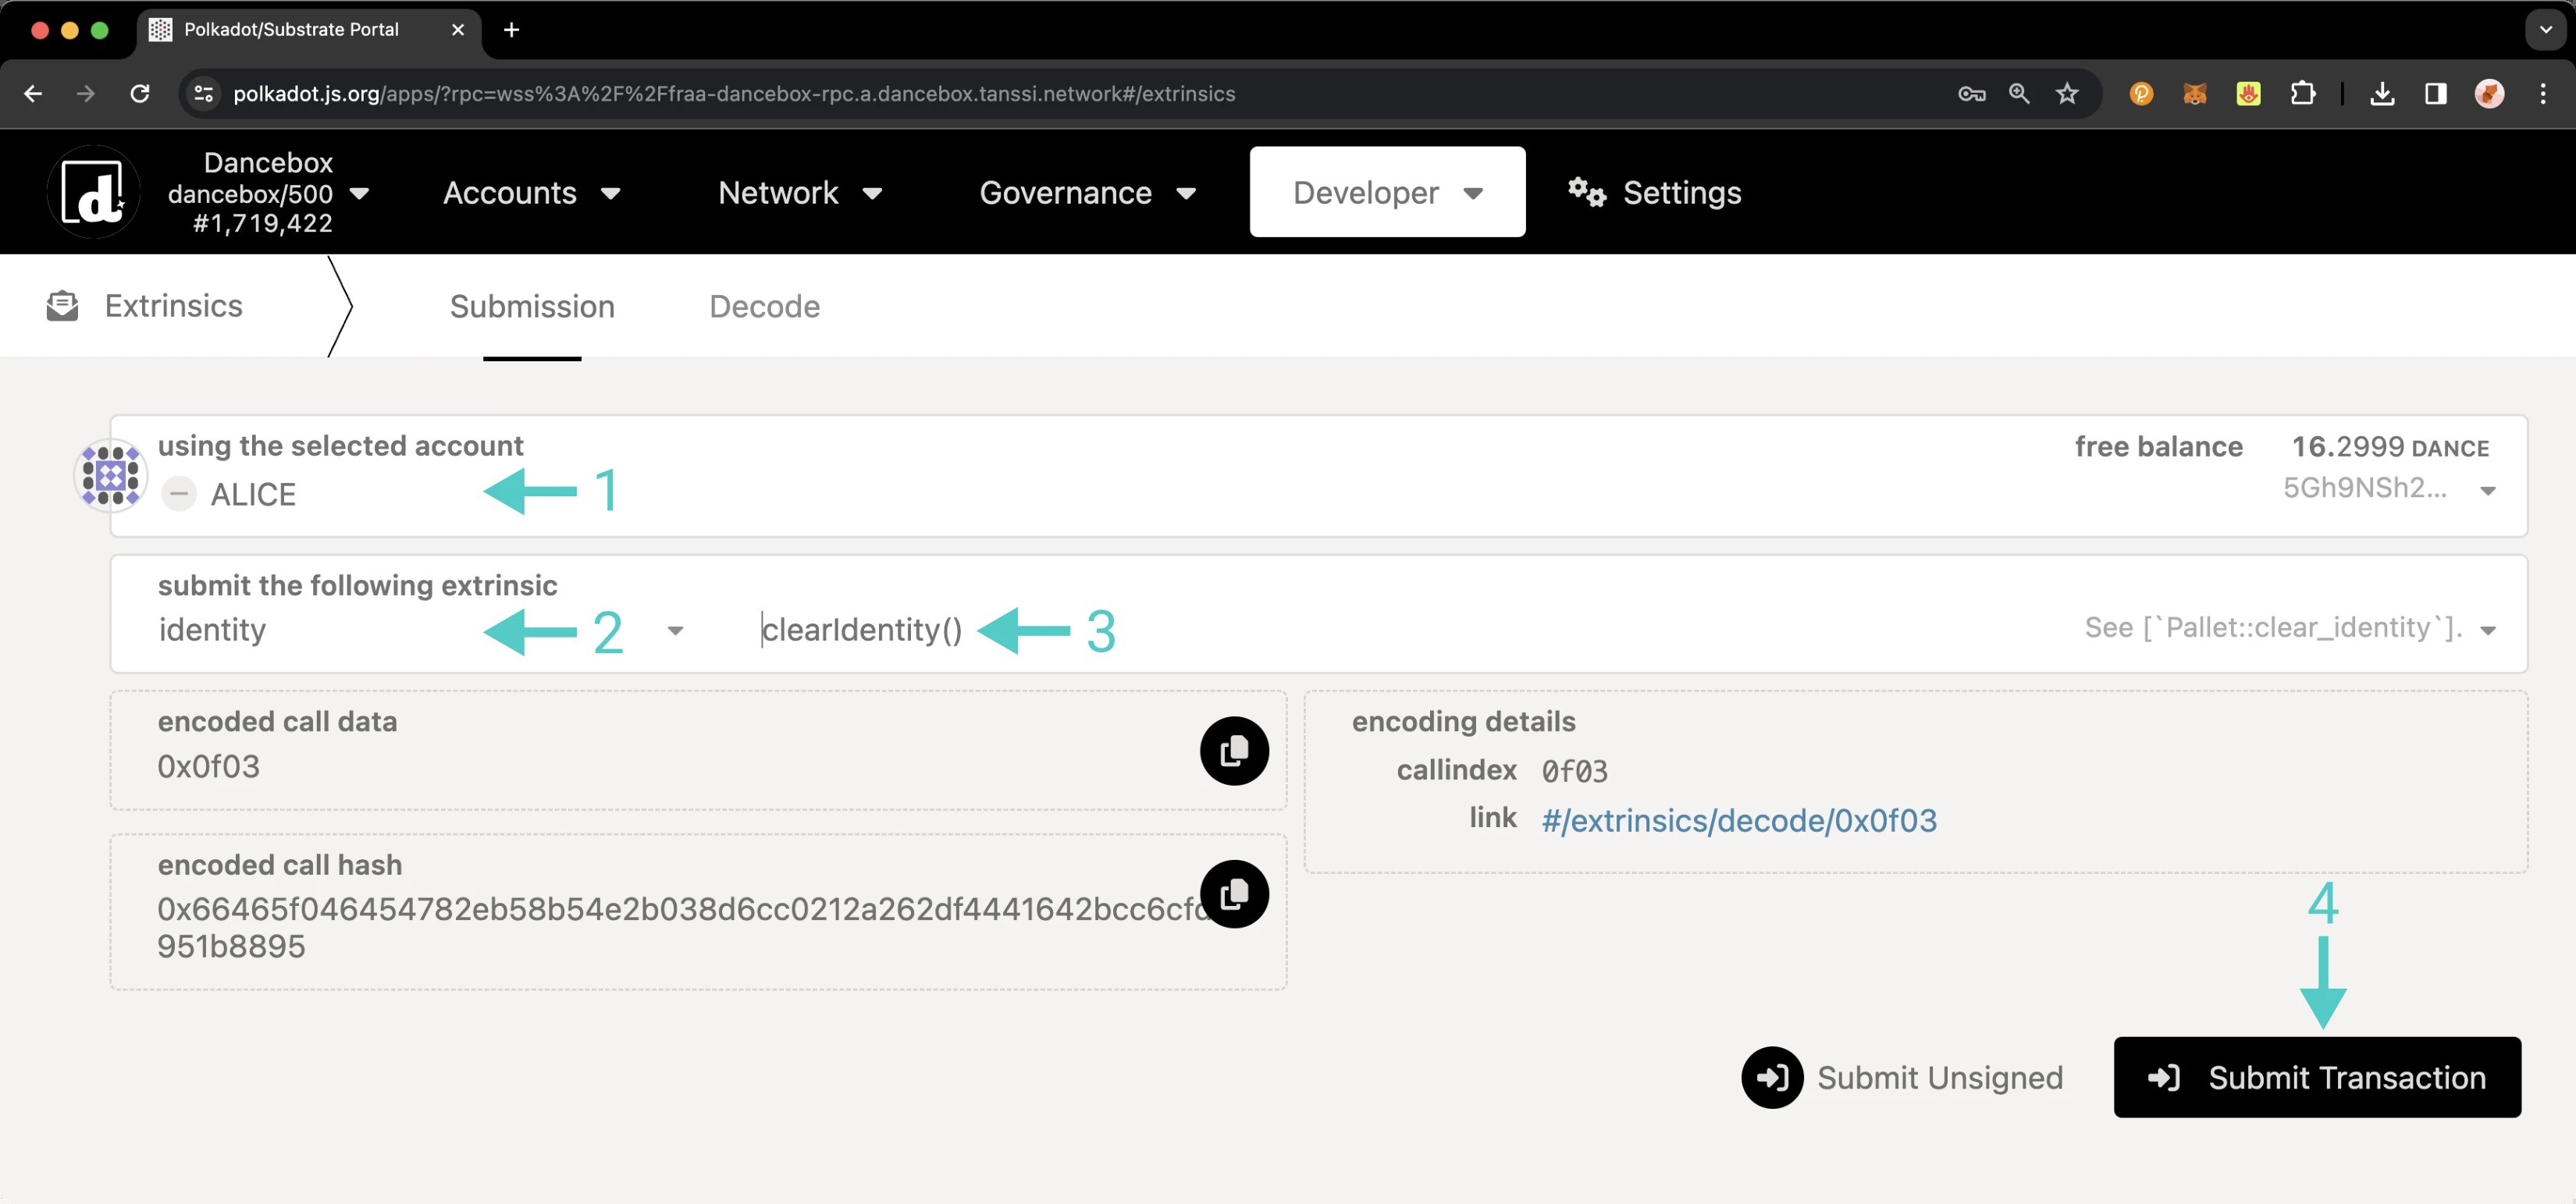 Polkadot/Substrate Portal
polkadot.js.org/apps/?rpc=wss%3A%2F%2Ffraa-dancebox-rpc.a.dancebox.tanssi.network#/extrinsics
Dancebox
dancebox/500
#1,719,422
Accounts
Network
Governance
Developer
Settings
Extrinsics
Submission
Decode
using the selected account
ALICE
1
free balance 16.2999 DANCE
5Gh9NSh2...
submit the following extrinsic
identity
2
clearIdentity()
3
See [`Pallet::clear_identity`].
encoded call data
0x0f03
encoding details
callindex 0f03
link #/extrinsics/decode/0x0f03
encoded call hash
0x66465f046454782eb58b54e2b038d6cc0212a262df4441642bcc6cfd
951b8895
4
Submit Unsigned
Submit Transaction